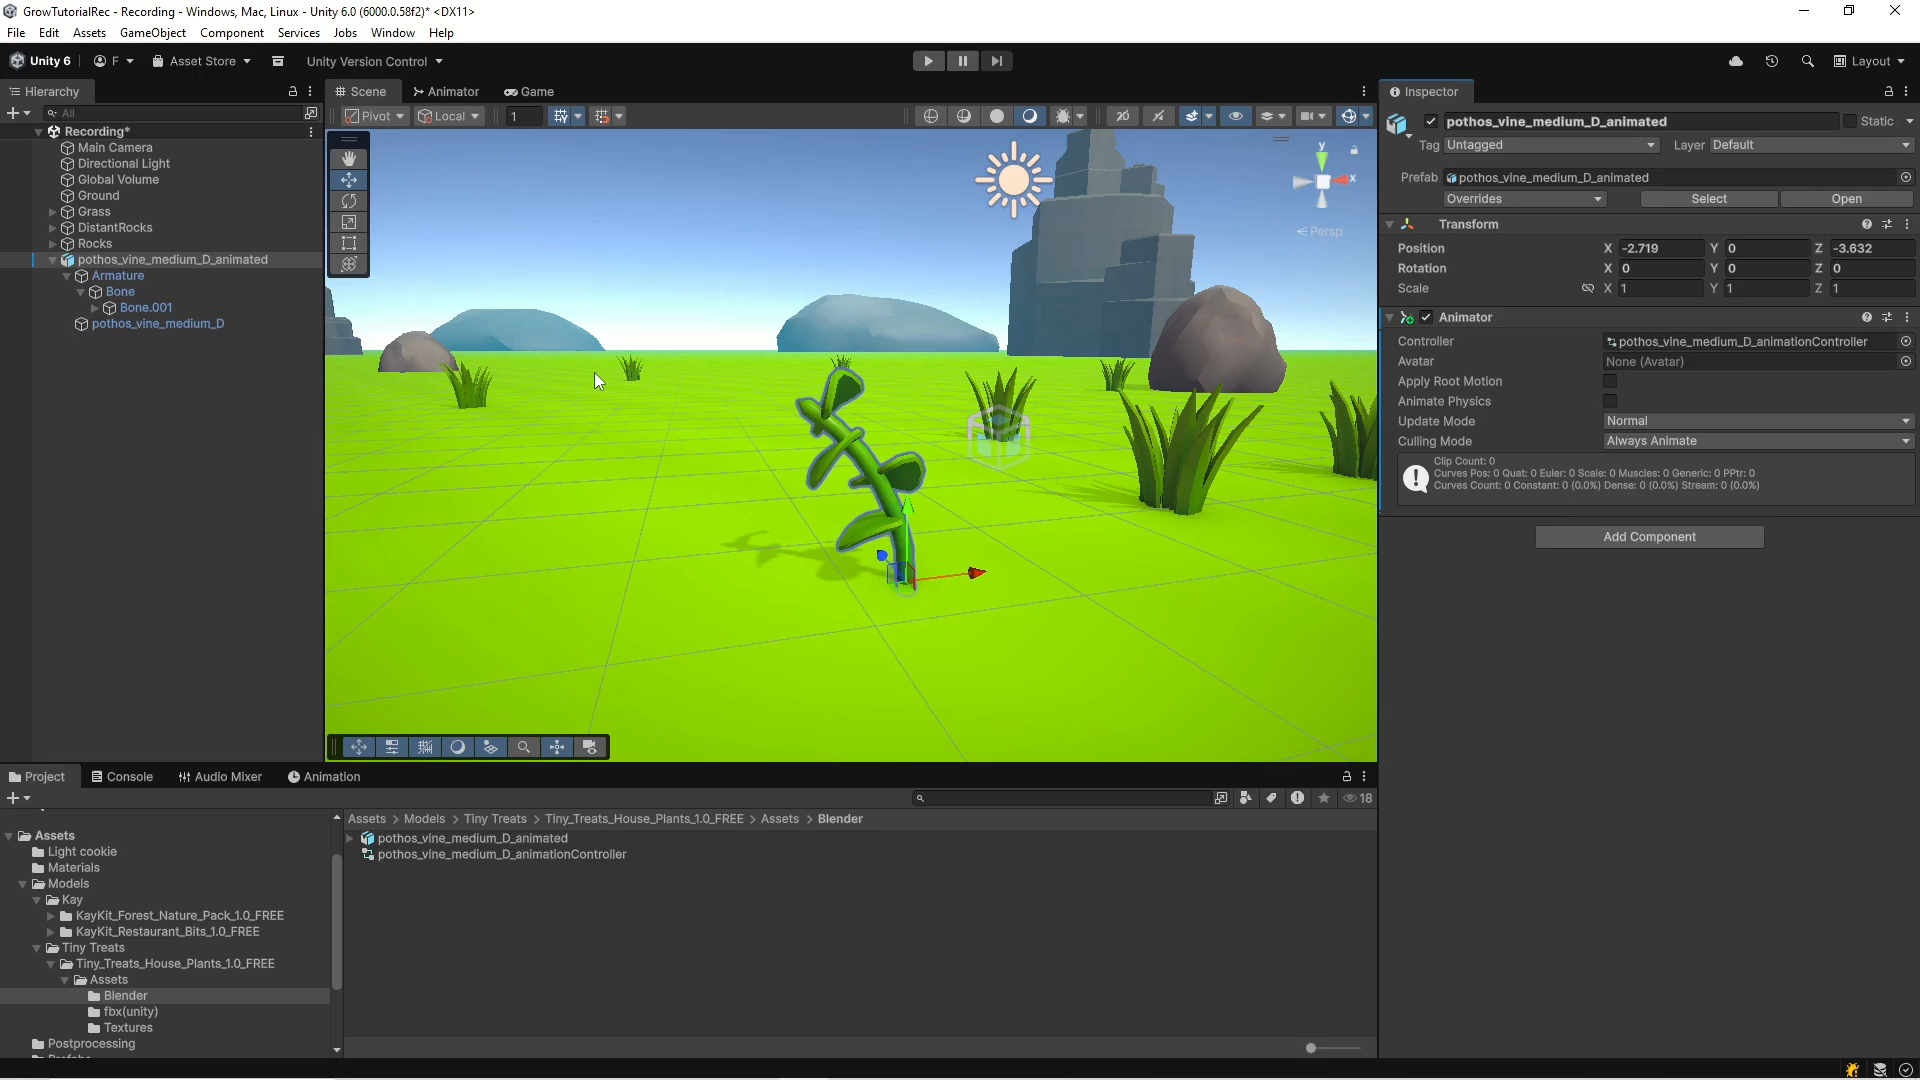 GrowTutorialRec - Recording - Windows, Mac, Linux - Unity 6.0 (6000.0.58f2)* <DX11>
File Edit Assets GameObject Component Services Jobs Window Help
Unity 6 F Asset Store Unity Version Control Layout
Hierarchy Scene Animator Game Inspector
All Pivot Local 1 2D
pothos_vine_medium_D_animated Static
Tag Untagged Layer Default
Prefab pothos_vine_medium_D_animated
Overrides Select Open
Transform
Position X -2.719 Y 0 Z -3.632
Rotation X 0 Y 0 Z 0
Scale X 1 Y 1 Z 1
Animator
Controller pothos_vine_medium_D_animationController
Avatar None (Avatar)
Apply Root Motion
Animate Physics
Update Mode Normal
Culling Mode Always Animate
Clip Count: 0
Curves Pos: 0 Quat: 0 Euler: 0 Scale: 0 Muscles: 0 Generic: 0 PPtr: 0
Curves Count: 0 Constant: 0 (0.0%) Dense: 0 (0.0%) Stream: 0 (0.0%)
Add Component
Recording*
Main Camera
Directional Light
Global Volume
Ground
Grass
DistantRocks
Rocks
pothos_vine_medium_D_animated
Armature
Bone
Bone.001
pothos_vine_medium_D
y
x
Persp
Project Console Audio Mixer Animation
18
Assets
Light cookie
Materials
Models
Kay
KayKit_Forest_Nature_Pack_1.0_FREE
KayKit_Restaurant_Bits_1.0_FREE
Tiny Treats
Tiny_Treats_House_Plants_1.0_FREE
Assets
Blender
fbx(unity)
Textures
Postprocessing
Assets > Models > Tiny Treats > Tiny_Treats_House_Plants_1.0_FREE > Assets > Blender
pothos_vine_medium_D_animated
pothos_vine_medium_D_animationController